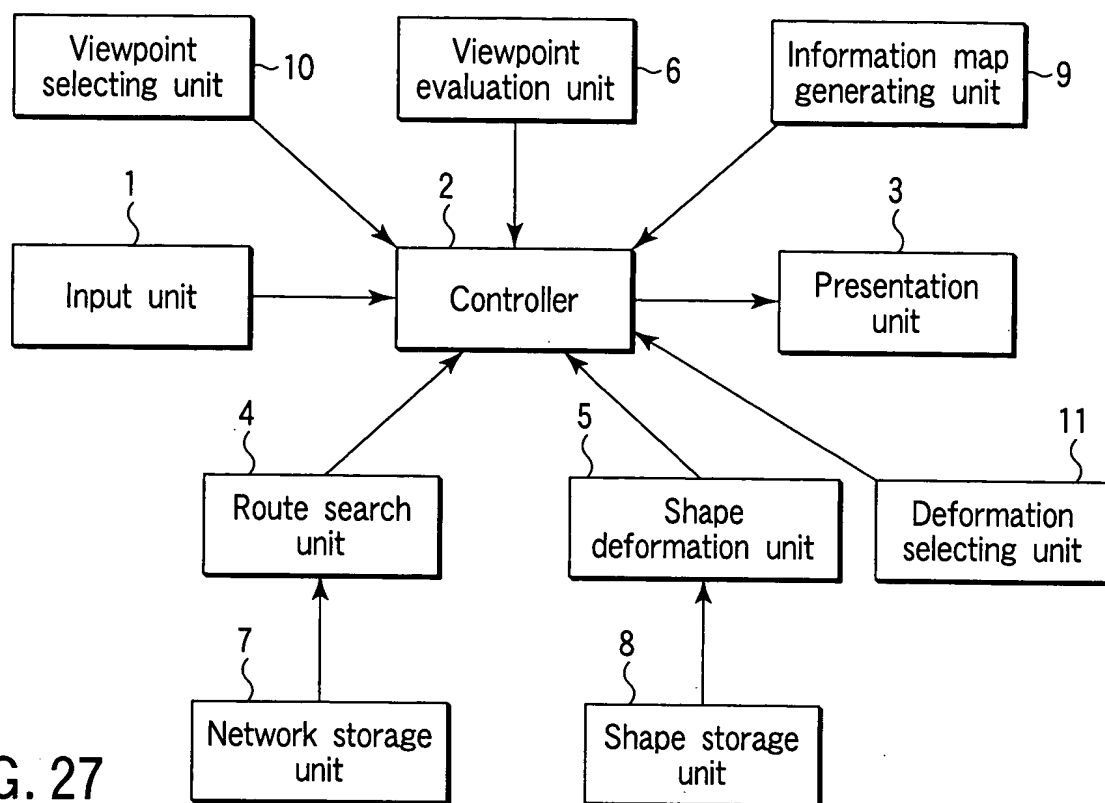 Viewpoint
selecting unit
10
Viewpoint
evaluation unit
6
Information map
generating unit
9
1
Input unit
2
Controller
3
Presentation
unit
4
Route search
unit
5
Shape
deformation unit
11
Deformation
selecting unit
7
Network storage
unit
8
Shape storage
unit
G. 27